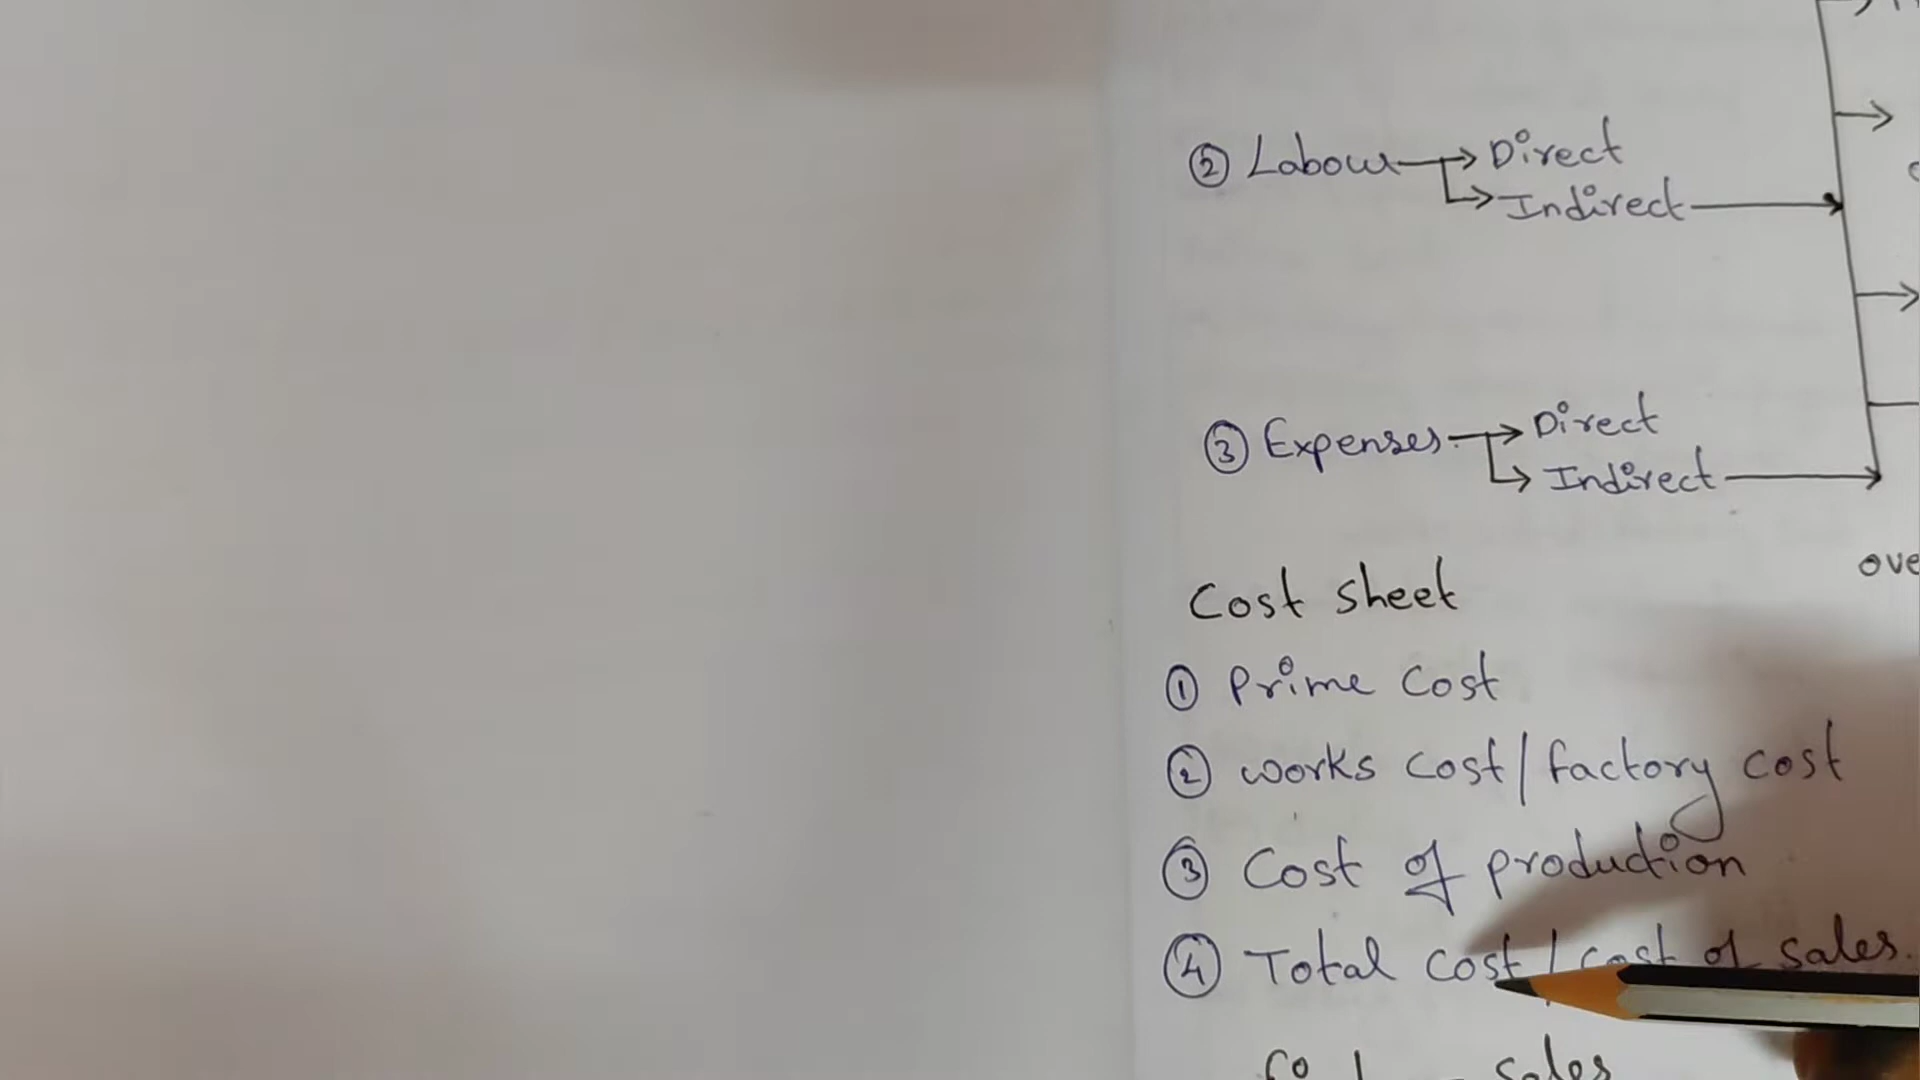 ② Labour → Direct
→ Indirect
③ Expenses → Direct
→ Indirect
Cost sheet
① Prime Cost
② works cost / factory cost
③ Cost of production
④ Total cost / cost of sales.
sales